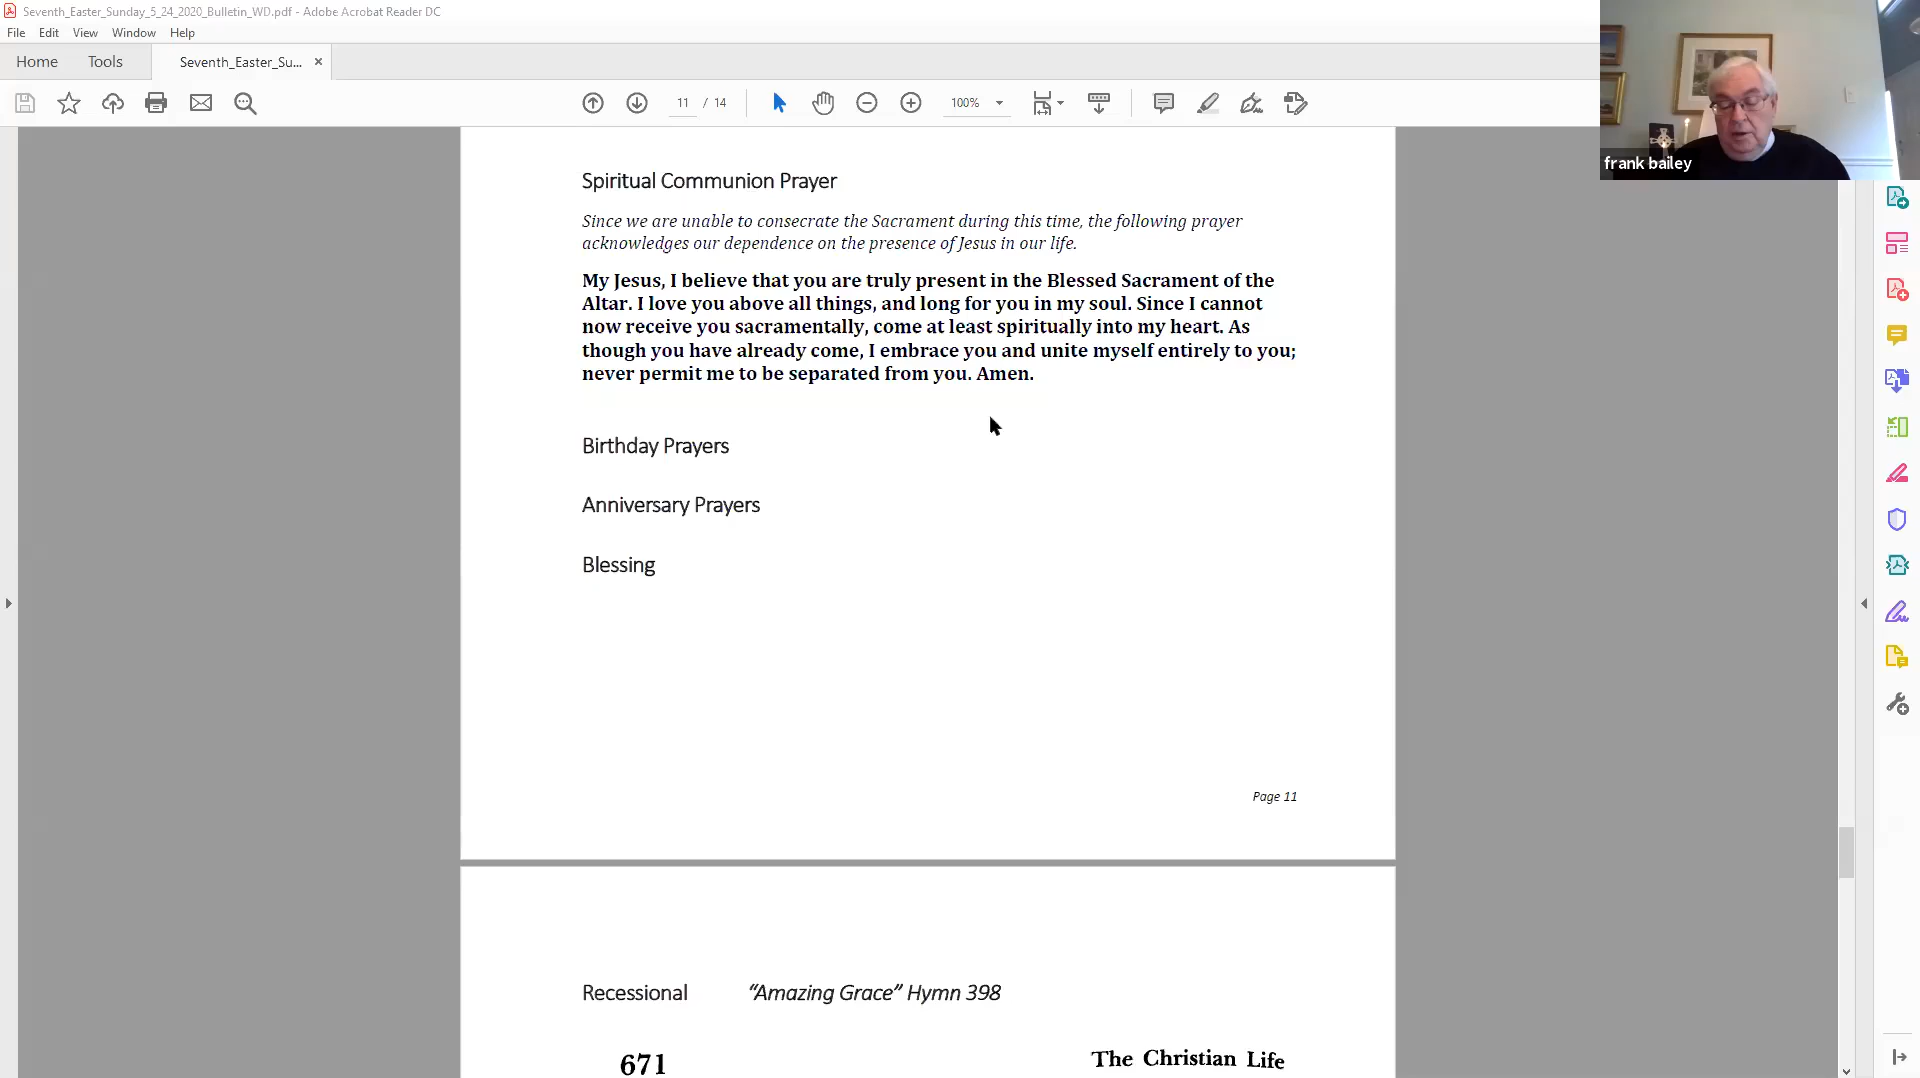 Seventh_Easter_Sunday_5_24_2020_Bulletin_WD.pdf - Adobe Acrobat Reader DC
File Edit View Window Help
Home Tools Seventh_Easter_Su... ×
11 / 14 100%
frank bailey
Spiritual Communion Prayer
Since we are unable to consecrate the Sacrament during this time, the following prayer
acknowledges our dependence on the presence of Jesus in our life.
My Jesus, I believe that you are truly present in the Blessed Sacrament of the
Altar. I love you above all things, and long for you in my soul. Since I cannot
now receive you sacramentally, come at least spiritually into my heart. As
though you have already come, I embrace you and unite myself entirely to you;
never permit me to be separated from you. Amen.
Birthday Prayers
Anniversary Prayers
Blessing
Page 11
Recessional “Amazing Grace” Hymn 398
671 The Christian Life